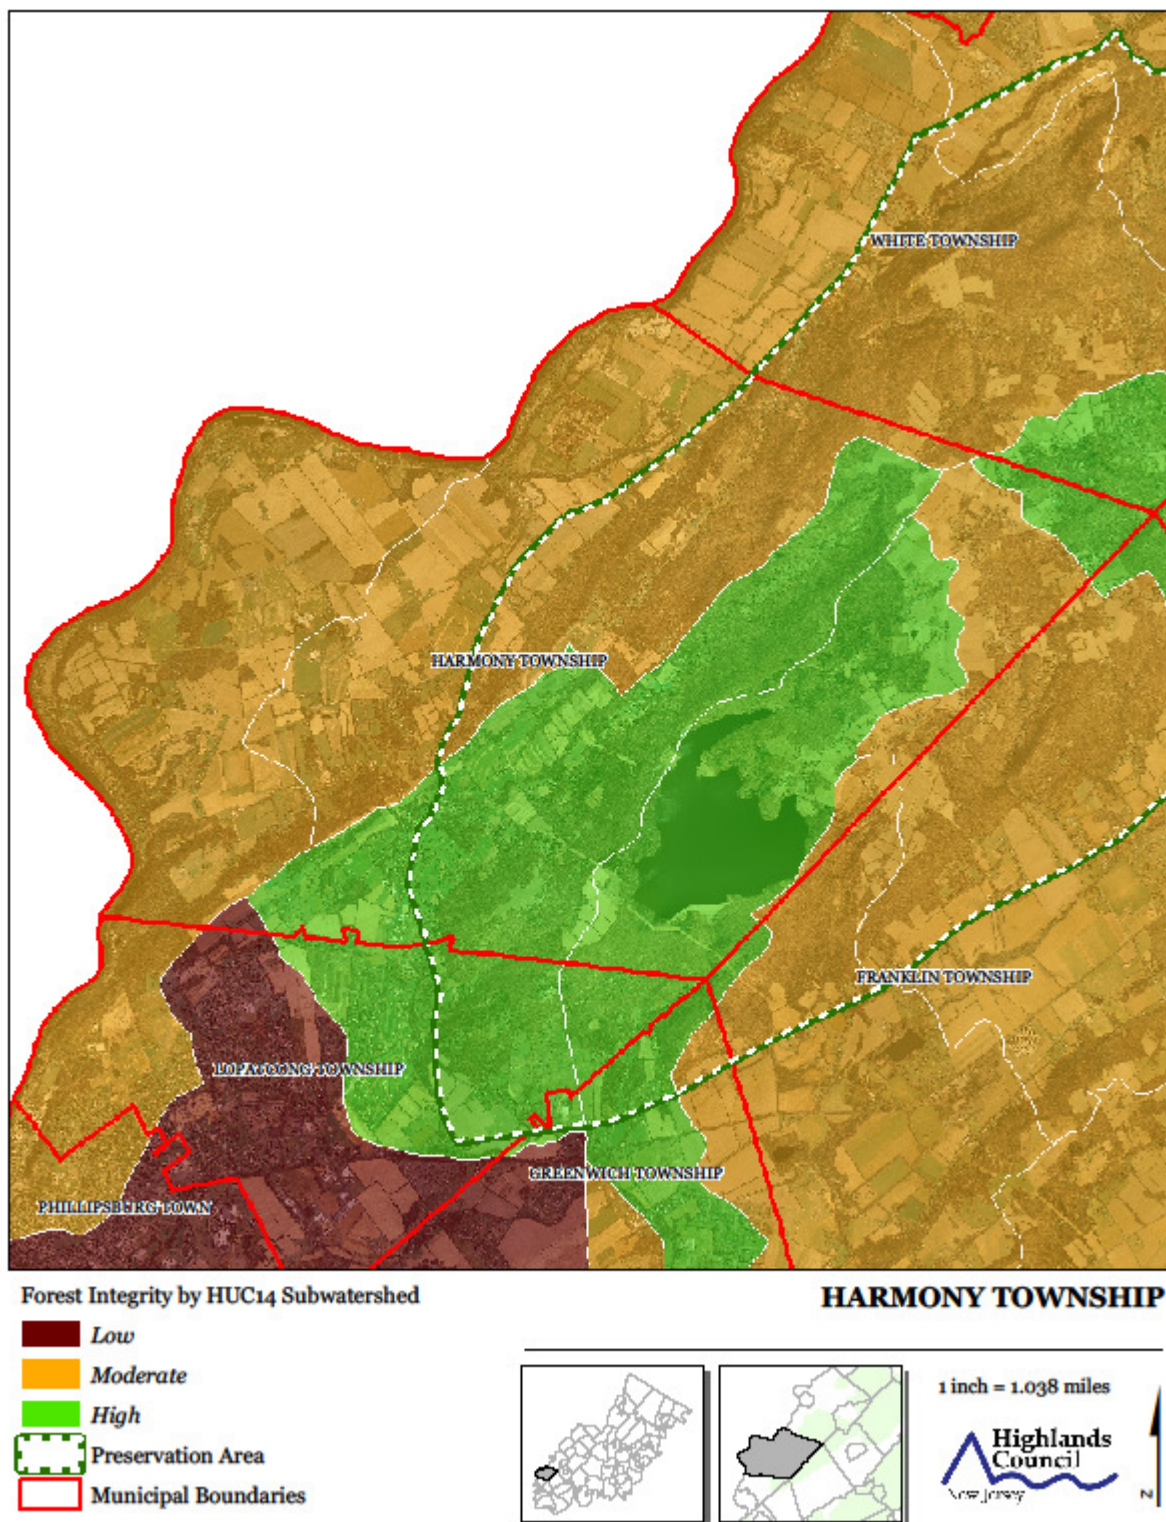 WHITE TOWNSHIP
HARMONY TOWNSHIP
FRANKLIN TOWNSHIP
LOPATCONG TOWNSHIP
GREENWICH TOWNSHIP
PHILLIPSBURG TOWN
Forest Integrity by HUC14 Subwatershed
Low
Moderate
High
Preservation Area
Municipal Boundaries
HARMONY TOWNSHIP
1 inch = 1.038 miles
Highlands
Council
New Jersey
N